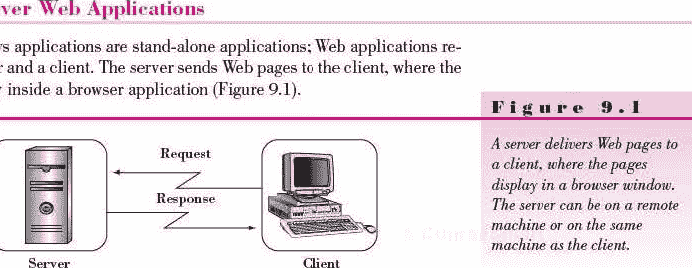 ver Web Applications
s applications are stand-alone applications; Web applications re-
r and a client. The server sends Web pages to the client, where the
inside a browser application (Figure 9.1).
Figure 9.1
A server delivers Web pages to
a client, where the pages
display in a browser window.
The server can be on a remote
machine or on the same
machine as the client.
Request
Response
Server
Client